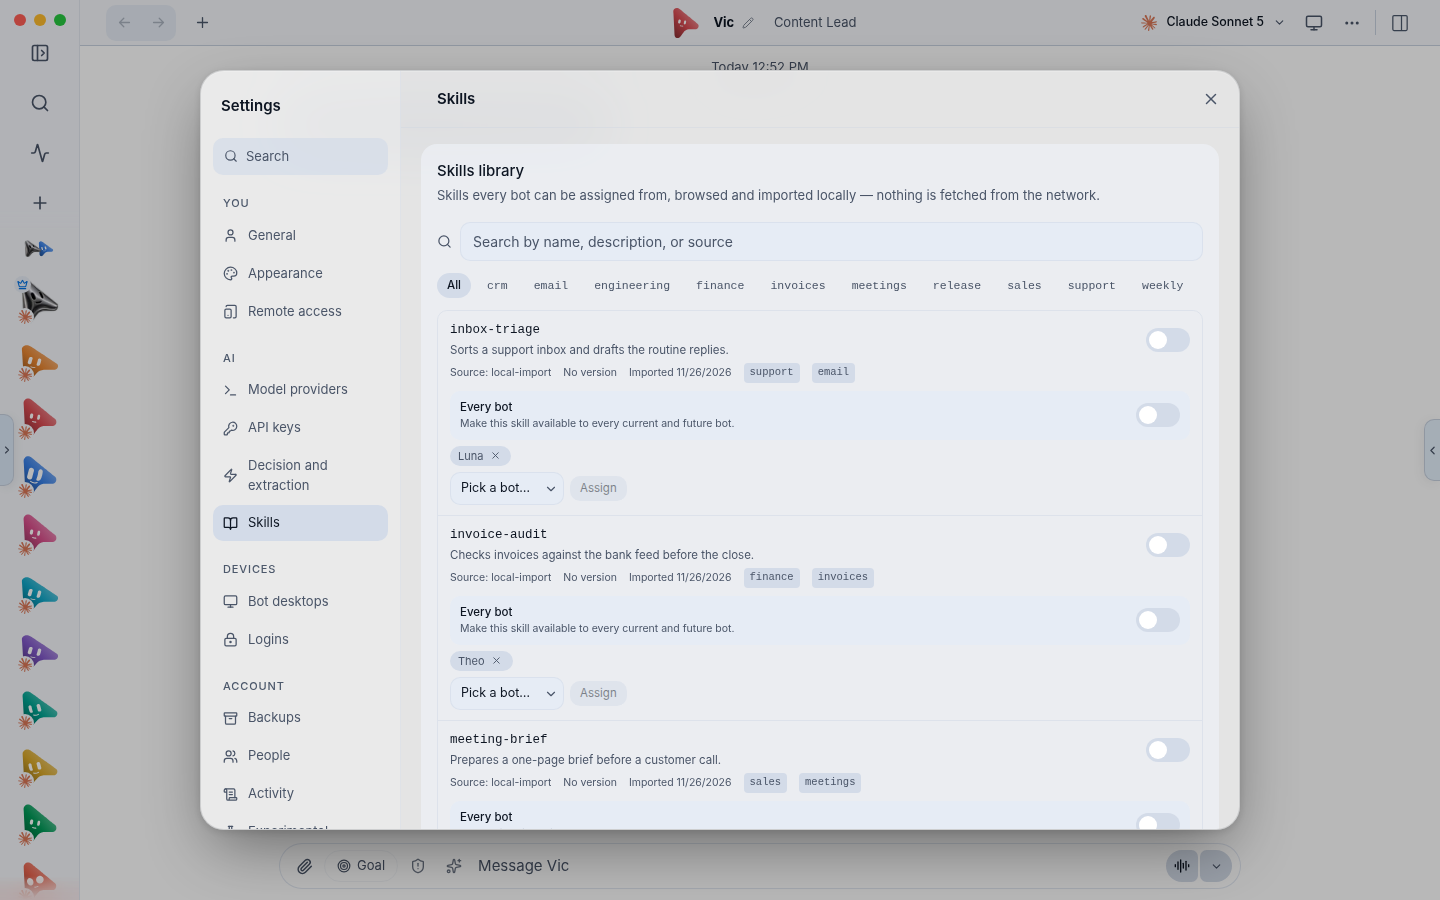 Vic
Content Lead
Claude Sonnet 5
Today 12:52 PM
Settings
Search
YOU
General
Appearance
Remote access
AI
Model providers
API keys
Decision and
extraction
Skills
DEVICES
Bot desktops
Logins
ACCOUNT
Backups
People
Activity
Experimental
Skills
Skills library
Skills every bot can be assigned from, browsed and imported locally — nothing is fetched from the network.
Search by name, description, or source
All crm email engineering finance invoices meetings release sales support weekly
inbox-triage
Sorts a support inbox and drafts the routine replies.
Source: local-import No version Imported 11/26/2026 support email
Every bot
Make this skill available to every current and future bot.
Luna
Pick a bot... Assign
invoice-audit
Checks invoices against the bank feed before the close.
Source: local-import No version Imported 11/26/2026 finance invoices
Every bot
Make this skill available to every current and future bot.
Theo
Pick a bot... Assign
meeting-brief
Prepares a one-page brief before a customer call.
Source: local-import No version Imported 11/26/2026 sales meetings
Every bot
Goal
Message Vic